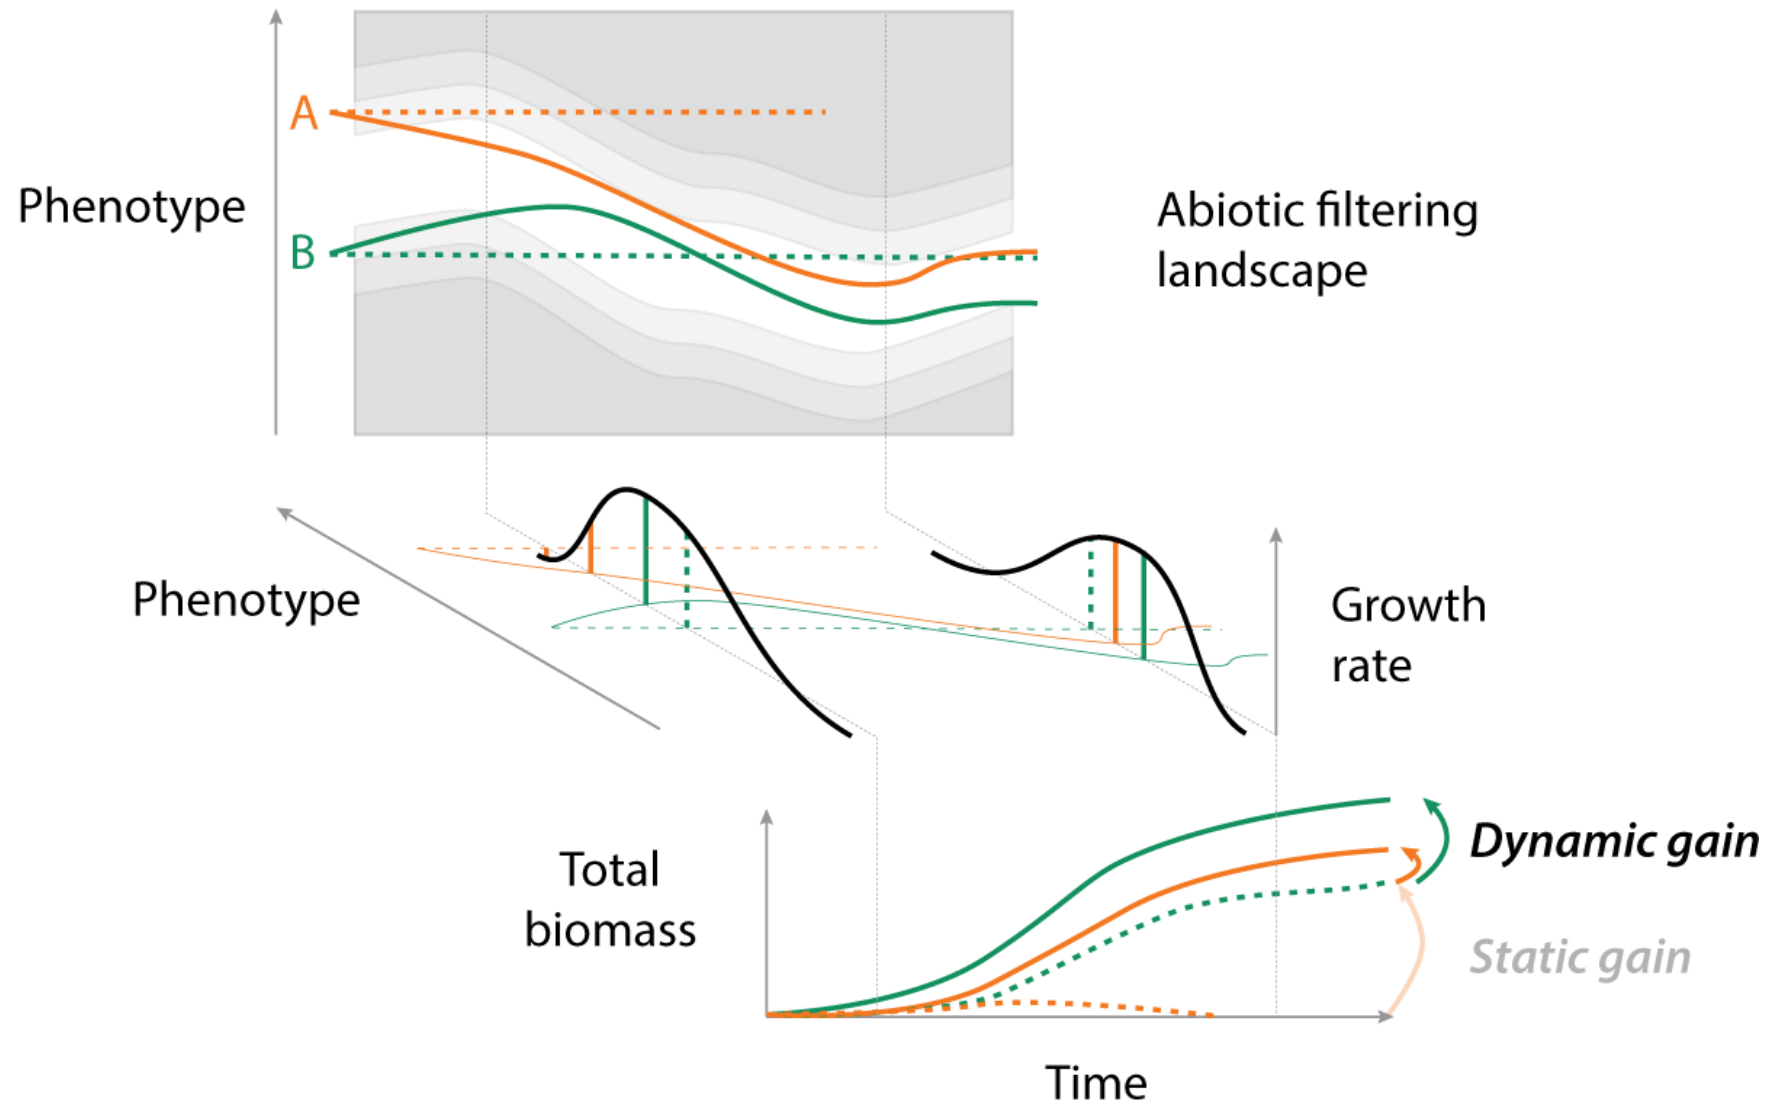 A
Phenotype
B
Abiotic filtering
landscape
Phenotype
Growth
rate
Total
biomass
Dynamic gain
Static gain
Time